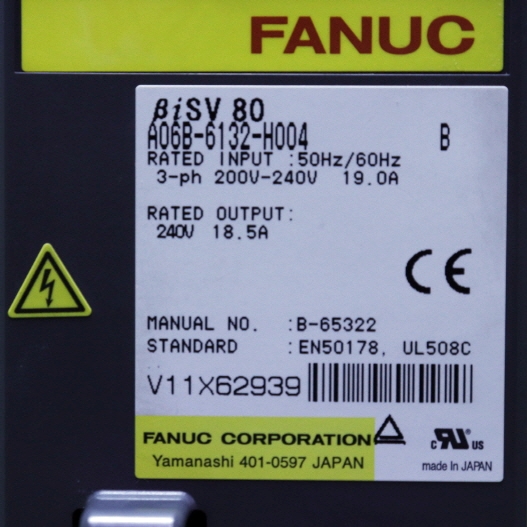 FANUC
βiSV 80
A06B-6132-H004 B
RATED INPUT :50Hz/60Hz
3-ph 200V-240V 19.0A
RATED OUTPUT:
240V 18.5A
CE
MANUAL NO. :B-65322
STANDARD :EN50178, UL508C
V11X62939
FANUC CORPORATION
Yamanashi 401-0597 JAPAN
c RU us
made In JAPAN